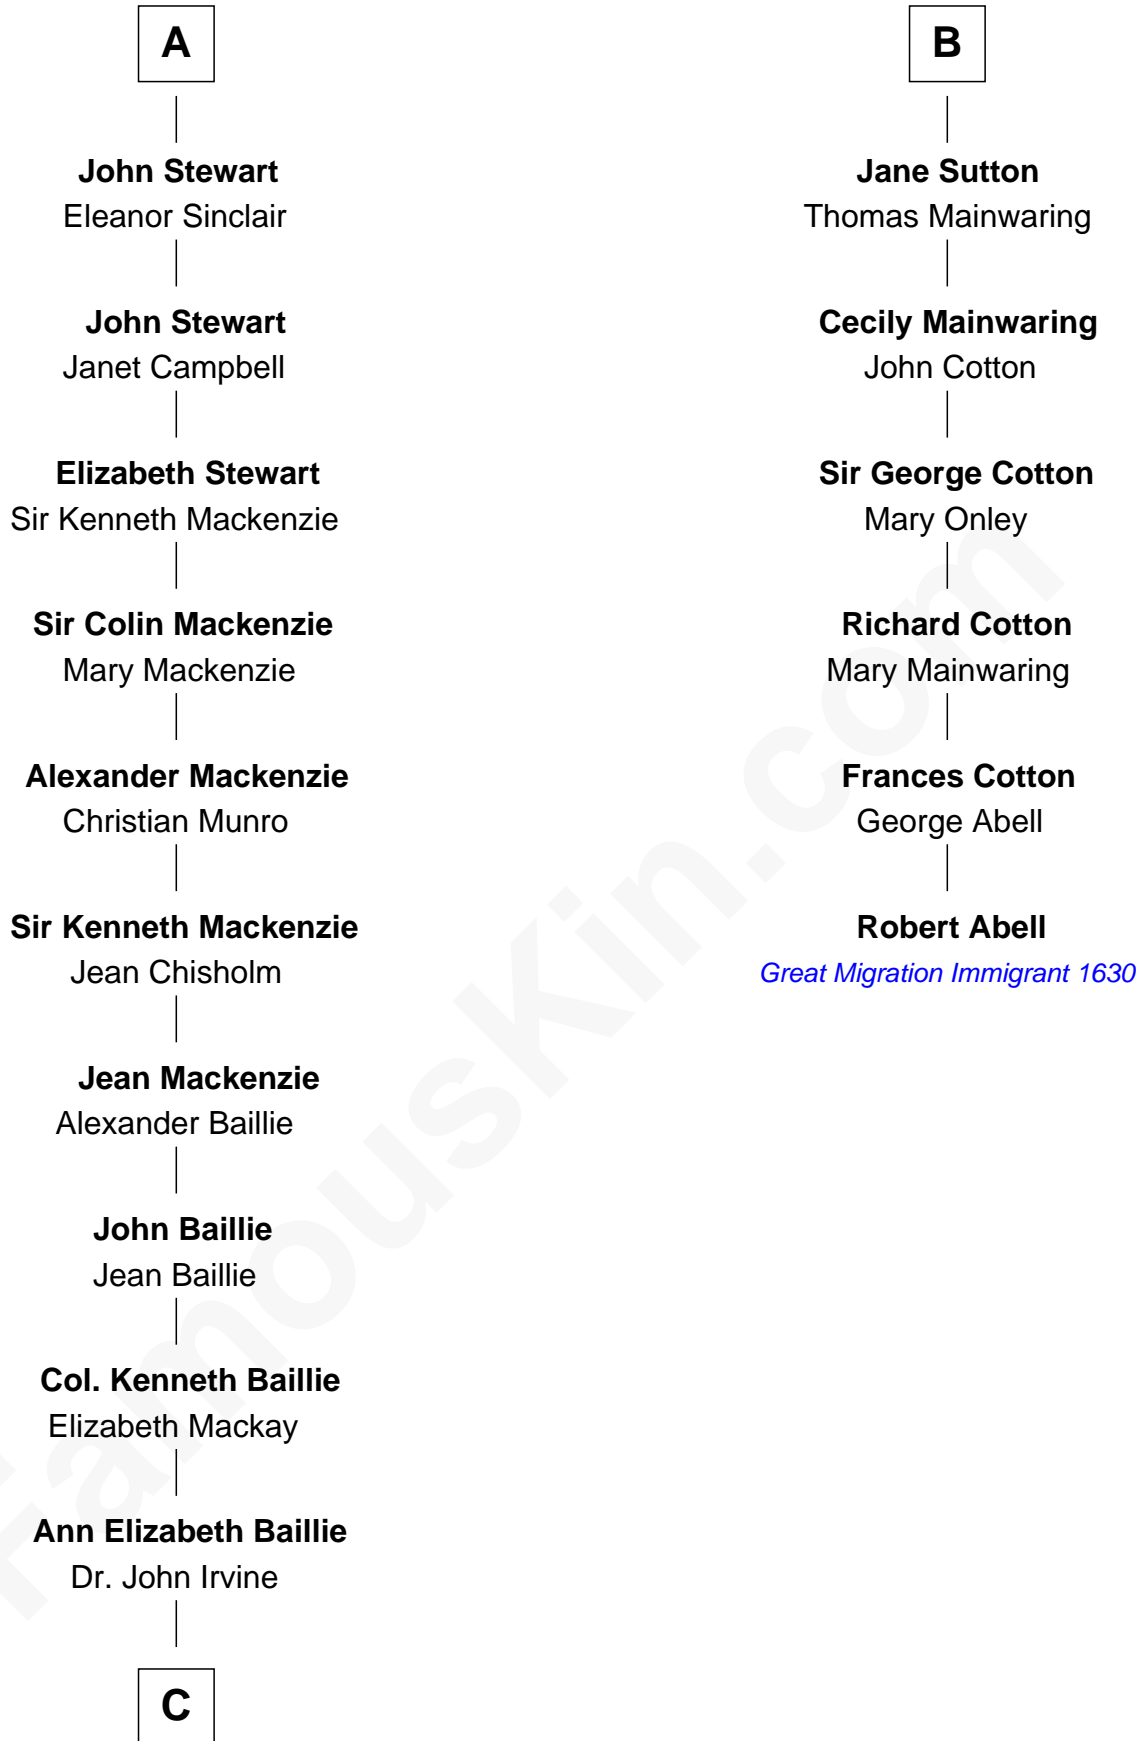 A
John Stewart
Eleanor Sinclair
John Stewart
Janet Campbell
Elizabeth Stewart
Sir Kenneth Mackenzie
Sir Colin Mackenzie
Mary Mackenzie
Alexander Mackenzie
Christian Munro
Sir Kenneth Mackenzie
Jean Chisholm
Jean Mackenzie
Alexander Baillie
John Baillie
Jean Baillie
Col. Kenneth Baillie
Elizabeth Mackay
Ann Elizabeth Baillie
Dr. John Irvine
C
B
Jane Sutton
Thomas Mainwaring
Cecily Mainwaring
John Cotton
Sir George Cotton
Mary Onley
Richard Cotton
Mary Mainwaring
Frances Cotton
George Abell
Robert Abell
Great Migration Immigrant 1630
FamousKin.com